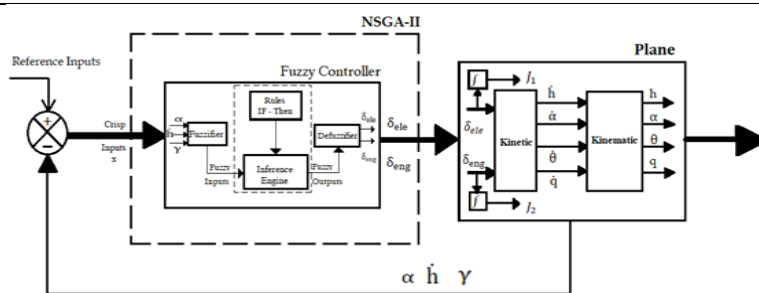 NSGA-II
Reference Inputs
Plane
Fuzzy Controller
+
−
Crisp
Inputs
x
α
ḣ
γ
Fuzzifier
Rules
IF - Then
Fuzzy
Inputs
Inference
Engine
Fuzzy
Outputs
Defuzzifier
δele
δeng
δele
δeng
∫
J1
δele
δeng
∫
J2
Kinetic
ḣ
α̇
θ̇
q̇
Kinematic
h
α
θ
q
α ḣ γ